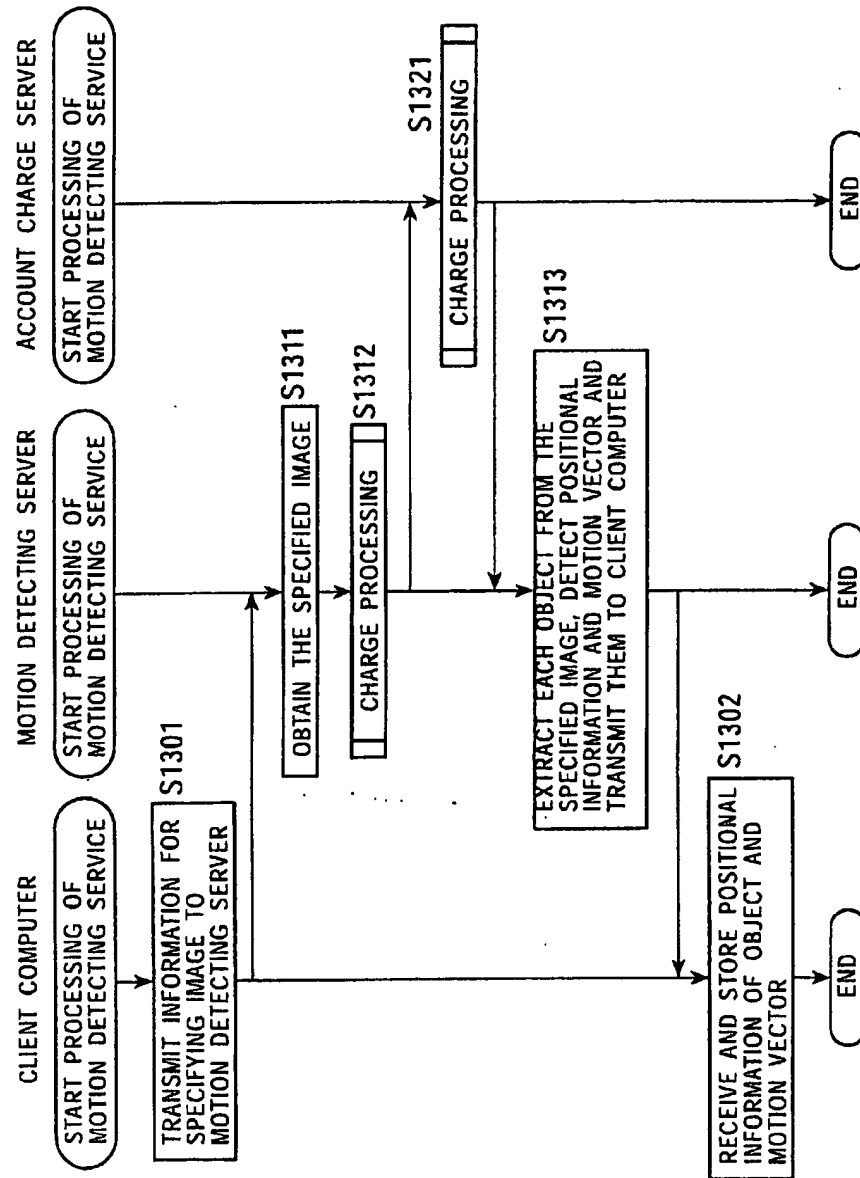 CLIENT COMPUTER
START PROCESSING OF
MOTION DETECTING SERVICE
S1301
TRANSMIT INFORMATION FOR
SPECIFYING IMAGE TO
MOTION DETECTING SERVER
S1302
RECEIVE AND STORE POSITIONAL
INFORMATION OF OBJECT AND
MOTION VECTOR
END
MOTION DETECTING SERVER
START PROCESSING OF
MOTION DETECTING SERVICE
S1311
OBTAIN THE SPECIFIED IMAGE
S1312
CHARGE PROCESSING
S1313
EXTRACT EACH OBJECT FROM THE
SPECIFIED IMAGE, DETECT POSITIONAL
INFORMATION AND MOTION VECTOR AND
TRANSMIT THEM TO CLIENT COMPUTER
END
ACCOUNT CHARGE SERVER
START PROCESSING OF
MOTION DETECTING SERVICE
S1321
CHARGE PROCESSING
END